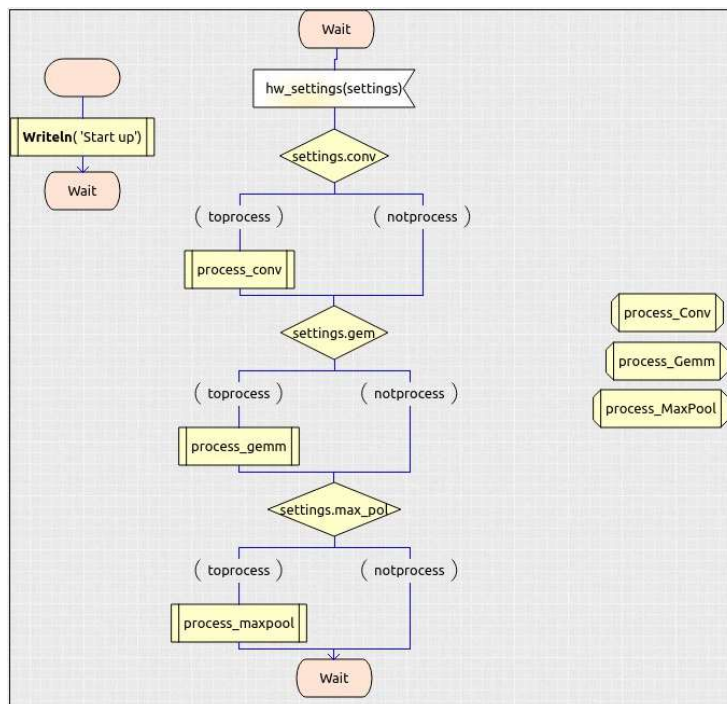 Wait
hw_settings(settings)
Writeln( 'Start up')
Wait
settings.conv
( toprocess )
( notprocess )
process_conv
settings.gem
( toprocess )
( notprocess )
process_gemm
settings.max_pol
( toprocess )
( notprocess )
process_maxpool
Wait
process_Conv
process_Gemm
process_MaxPool